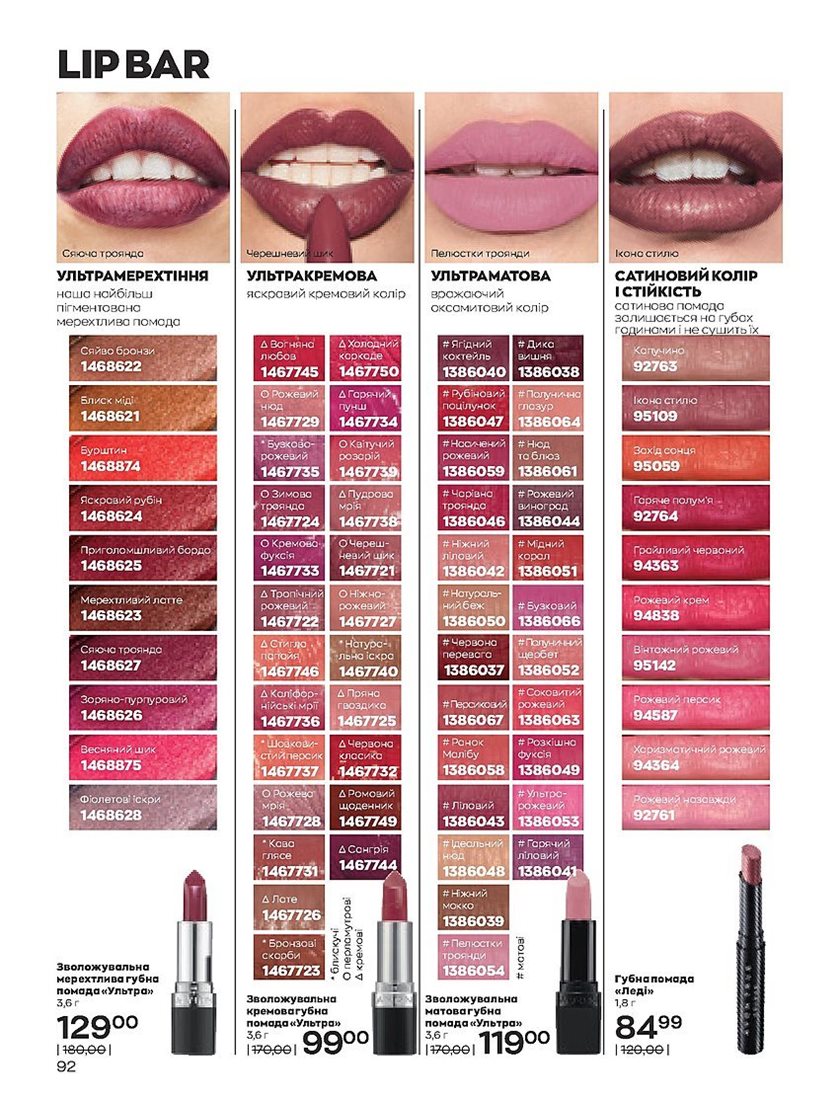 LIP BAR
Сяюча троянда
УЛЬТРАМЕРЕХТІННЯ
наша найбільш
пігментована
мерехтлива помада
Сяйво бронзи
1468622
Блиск міді
1468621
Бурштин
1468874
Яскравий рубін
1468624
Приголомшливий бордо
1468625
Мерехтливий латте
1468623
Сяюча троянда
1468627
Зоряно-пурпуровий
1468626
Весняний шик
1468875
Фіолетові іскри
1468628
Зволожувальна
мерехтлива губна
помада «Ультра»
3,6 г
129 00
|180,00|
Черешневий шик
УЛЬТРАКРЕМОВА
яскравий кремовий колір
Δ Вогняна
любов
1467745
О Рожевий
нюд
1467729
* Бузково-
рожевий
1467735
О Зимова
троянда
1467724
О Кремова
фуксія
1467733
Δ Тропічний
рожевий
1467722
Δ Стигла
папайя
1467746
Δ Каліфор-
нійські мрії
1467736
* Шовкови-
стий персик
1467737
О Рожева
мрія
1467728
* Кава
глясе
1467731
Δ Лате
1467726
* Бронзові
скарби
1467723
Δ Холодний
каркаде
1467750
Δ Гарячий
пунш
1467734
О Квітучий
розарій
1467739
Δ Пудрова
мрія
1467738
О Череш-
невий шик
1467721
О Ніжно-
рожевий
1467727
* Натура-
льна іскра
1467740
Δ Пряна
гвоздика
1467725
Δ Червона
класика
1467732
Δ Ромовий
щоденник
1467749
Δ Сангрія
1467744
* блискучі
О перламутрові
Δ кремові
Зволожувальна
кремова губна
помада «Ультра»
3,6 г
|170,00|
99 00
Пелюстки троянди
УЛЬТРАМАТОВА
вражаючий
оксамитовий колір
# Ягідний
коктейль
1386040
# Рубіновий
поцілунок
1386047
# Насичений
рожевий
1386059
# Чарівна
троянда
1386046
# Ніжний
ліловий
1386042
# Натураль-
ний беж
1386050
# Червона
перевага
1386037
# Персиковий
1386067
# Ранок
Малібу
1386058
# Ліловий
1386043
# Ідеальний
нюд
1386048
# Ніжний
мокко
1386039
# Пелюстки
троянди
1386054
# Дика
вишня
1386038
# Полунична
глазур
1386064
# Нюд
та блюз
1386061
# Рожевий
виноград
1386044
# Мідний
корал
1386051
# Бузковий
1386066
# Полуничний
щербет
1386052
# Соковитий
рожевий
1386063
# Розкішна
фуксія
1386049
# Ультра-
рожевий
1386053
# Гарячий
ліловий
1386041
# матові
Зволожувальна
матова губна
помада «Ультра»
3,6 г
|170,00|
119 00
Ікона стилю
САТИНОВИЙ КОЛІР
І СТІЙКІСТЬ
сатинова помада
залишається на губах
годинами і не сушить їх
Капучино
92763
Ікона стилю
95109
Захід сонця
95059
Гаряче полум'я
92764
Грайливий червоний
94363
Рожевий крем
94838
Вінтажний рожевий
95142
Рожевий персик
94587
Харизматичний рожевий
94364
Рожевий назавжди
92761
Губна помада
«Леді»
1,8 г
84 99
|120,00|
92